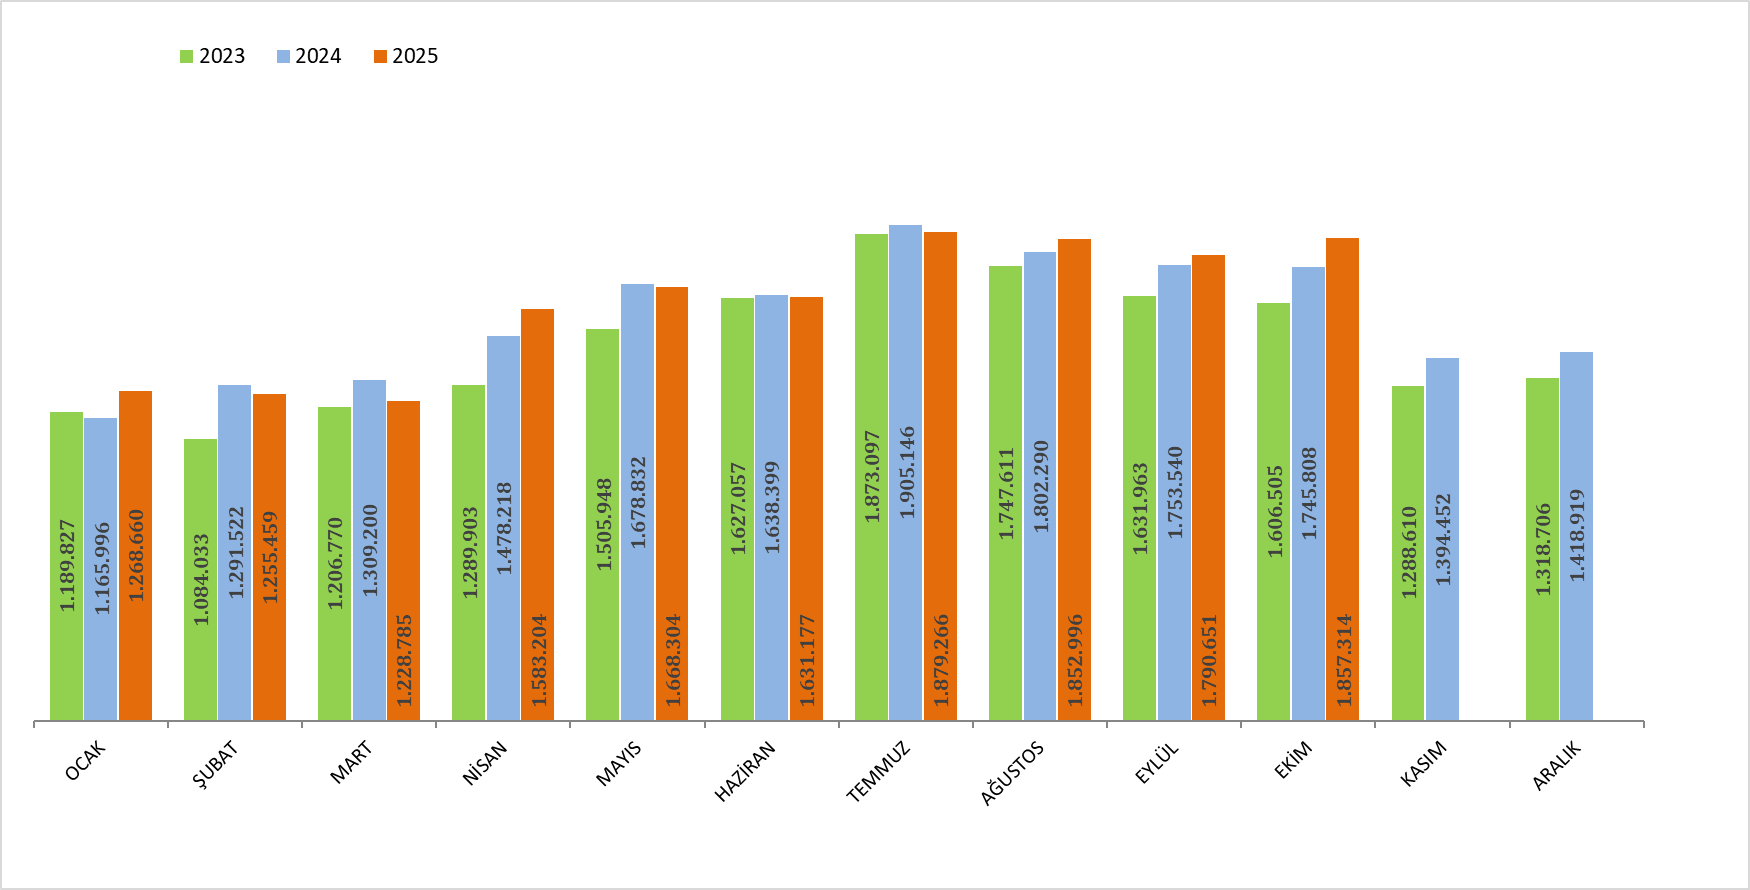 2023 2024 2025
1.189.827 1.165.996 1.268.660
1.084.033 1.291.522 1.255.459
1.206.770 1.309.200 1.228.785
1.289.903 1.478.218 1.583.204
1.505.948 1.678.832 1.668.304
1.627.057 1.638.399 1.631.177
1.873.097 1.905.146 1.879.266
1.747.611 1.802.290 1.852.996
1.631.963 1.753.540 1.790.651
1.606.505 1.745.808 1.857.314
1.288.610 1.394.452
1.318.706 1.418.919
OCAK ŞUBAT MART NİSAN MAYIS HAZİRAN TEMMUZ AĞUSTOS EYLÜL EKİM KASIM ARALIK